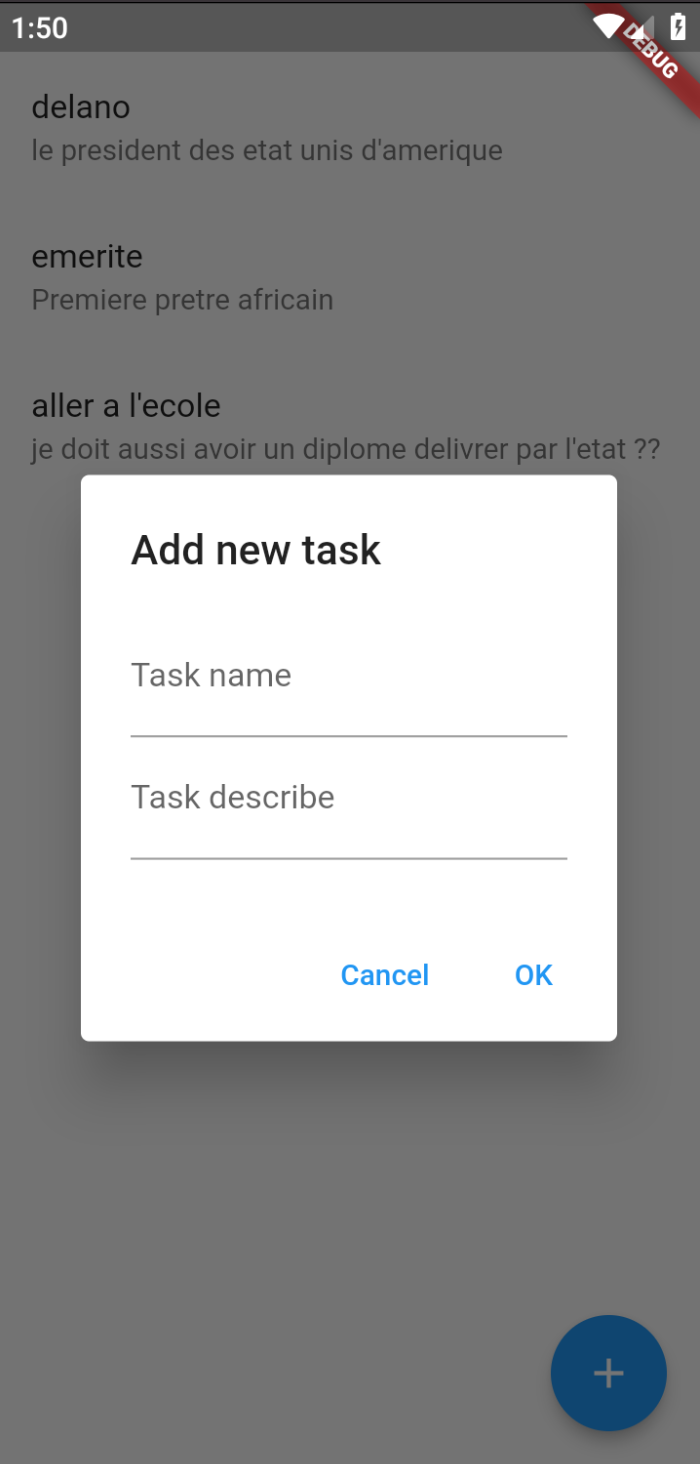 1:50
DEBUG
delano
le president des etat unis d'amerique
emerite
Premiere pretre africain
aller a l'ecole
je doit aussi avoir un diplome delivrer par l'etat ??
Add new task
Task name
Task describe
Cancel OK
+